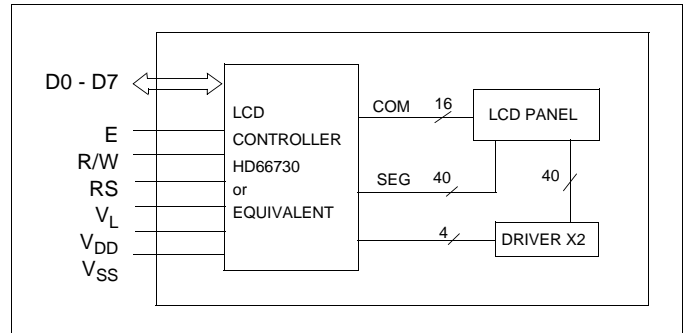 D0 - D7
E
R/W
RS
VL
VDD
VSS
LCD
CONTROLLER
HD66730
or
EQUIVALENT
COM 16
SEG 40
4
LCD PANEL
40
DRIVER X2